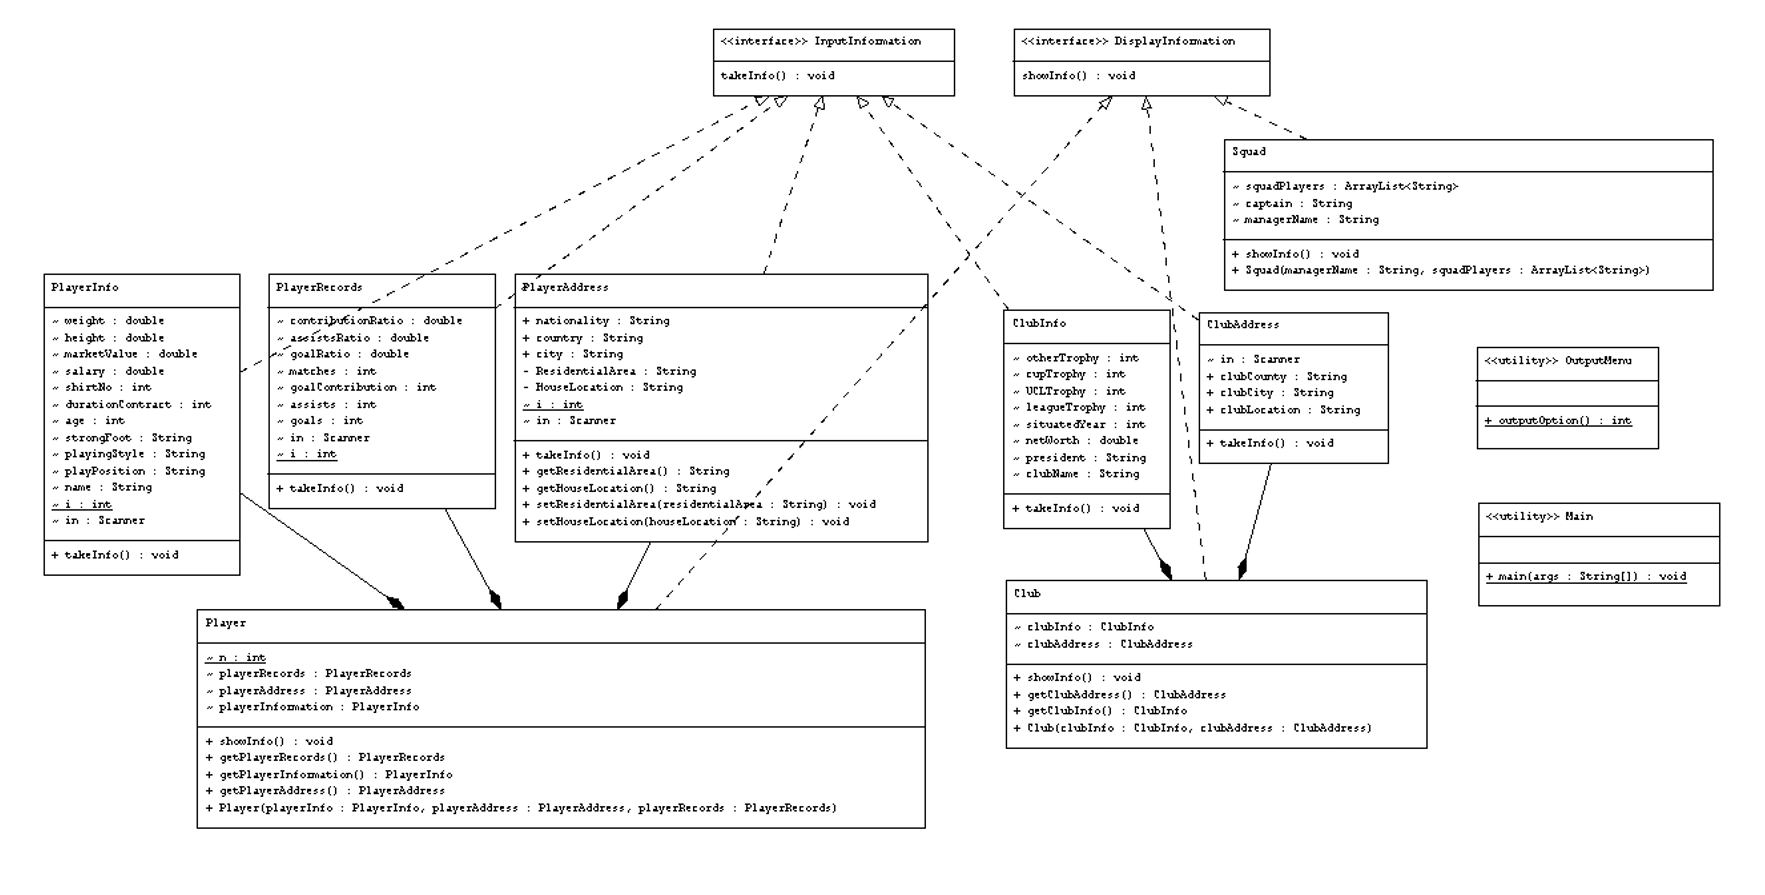 <<interface>> InputInformation
takeInfo() : void
<<interface>> DisplayInformation
showInfo() : void
Squad
~ squadPlayers : ArrayList<String>
~ captain : String
~ managerName : String
+ showInfo() : void
+ Squad(managerName : String, squadPlayers : ArrayList<String>)
PlayerInfo
~ weight : double
~ height : double
~ marketValue : double
~ salary : double
~ shirtNo : int
~ durationContract : int
~ age : int
~ strongFoot : String
~ playingStyle : String
~ playPosition : String
~ name : String
~ i : int
~ in : Scanner
+ takeInfo() : void
PlayerRecords
~ contributionRatio : double
~ assistsRatio : double
~ goalRatio : double
~ matches : int
~ goalContribution : int
~ assists : int
~ goals : int
~ in : Scanner
~ i : int
+ takeInfo() : void
PlayerAddress
+ nationality : String
+ country : String
+ city : String
- ResidentialArea : String
- HouseLocation : String
~ i : int
~ in : Scanner
+ takeInfo() : void
+ getResidentialArea() : String
+ getHouseLocation() : String
+ setResidentialArea(residentialArea : String) : void
+ setHouseLocation(houseLocation : String) : void
ClubInfo
~ otherTrophy : int
~ cupTrophy : int
~ UCLTrophy : int
~ leagueTrophy : int
~ situatedYear : int
~ netWorth : double
~ president : String
~ clubName : String
+ takeInfo() : void
ClubAddress
~ in : Scanner
+ clubCounty : String
+ clubCity : String
+ clubLocation : String
+ takeInfo() : void
<<utility>> OutputMenu
+ outputOption() : int
<<utility>> Main
+ main(args : String[]) : void
Player
~ n : int
~ playerRecords : PlayerRecords
~ playerAddress : PlayerAddress
~ playerInformation : PlayerInfo
+ showInfo() : void
+ getPlayerRecords() : PlayerRecords
+ getPlayerInformation() : PlayerInfo
+ getPlayerAddress() : PlayerAddress
+ Player(playerInfo : PlayerInfo, playerAddress : PlayerAddress, playerRecords : PlayerRecords)
Club
~ clubInfo : ClubInfo
~ clubAddress : ClubAddress
+ showInfo() : void
+ getClubAddress() : ClubAddress
+ getClubInfo() : ClubInfo
+ Club(clubInfo : ClubInfo, clubAddress : ClubAddress)